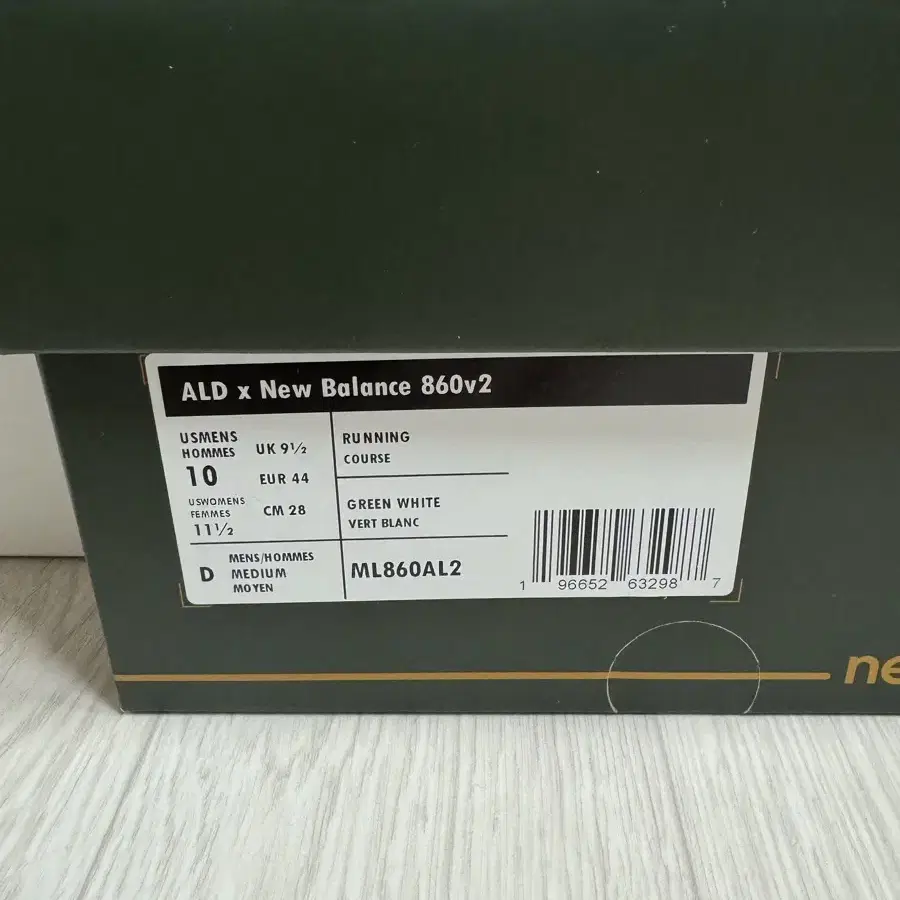 ALD x New Balance 860v2
USMENS
HOMMES
10
UK 9½
EUR 44
USWOMENS
FEMMES
11½
CM 28
RUNNING
COURSE
GREEN WHITE
VERT BLANC
D
MENS/HOMMES
MEDIUM
MOYEN
ML860AL2
1 96652 63298 7
ne